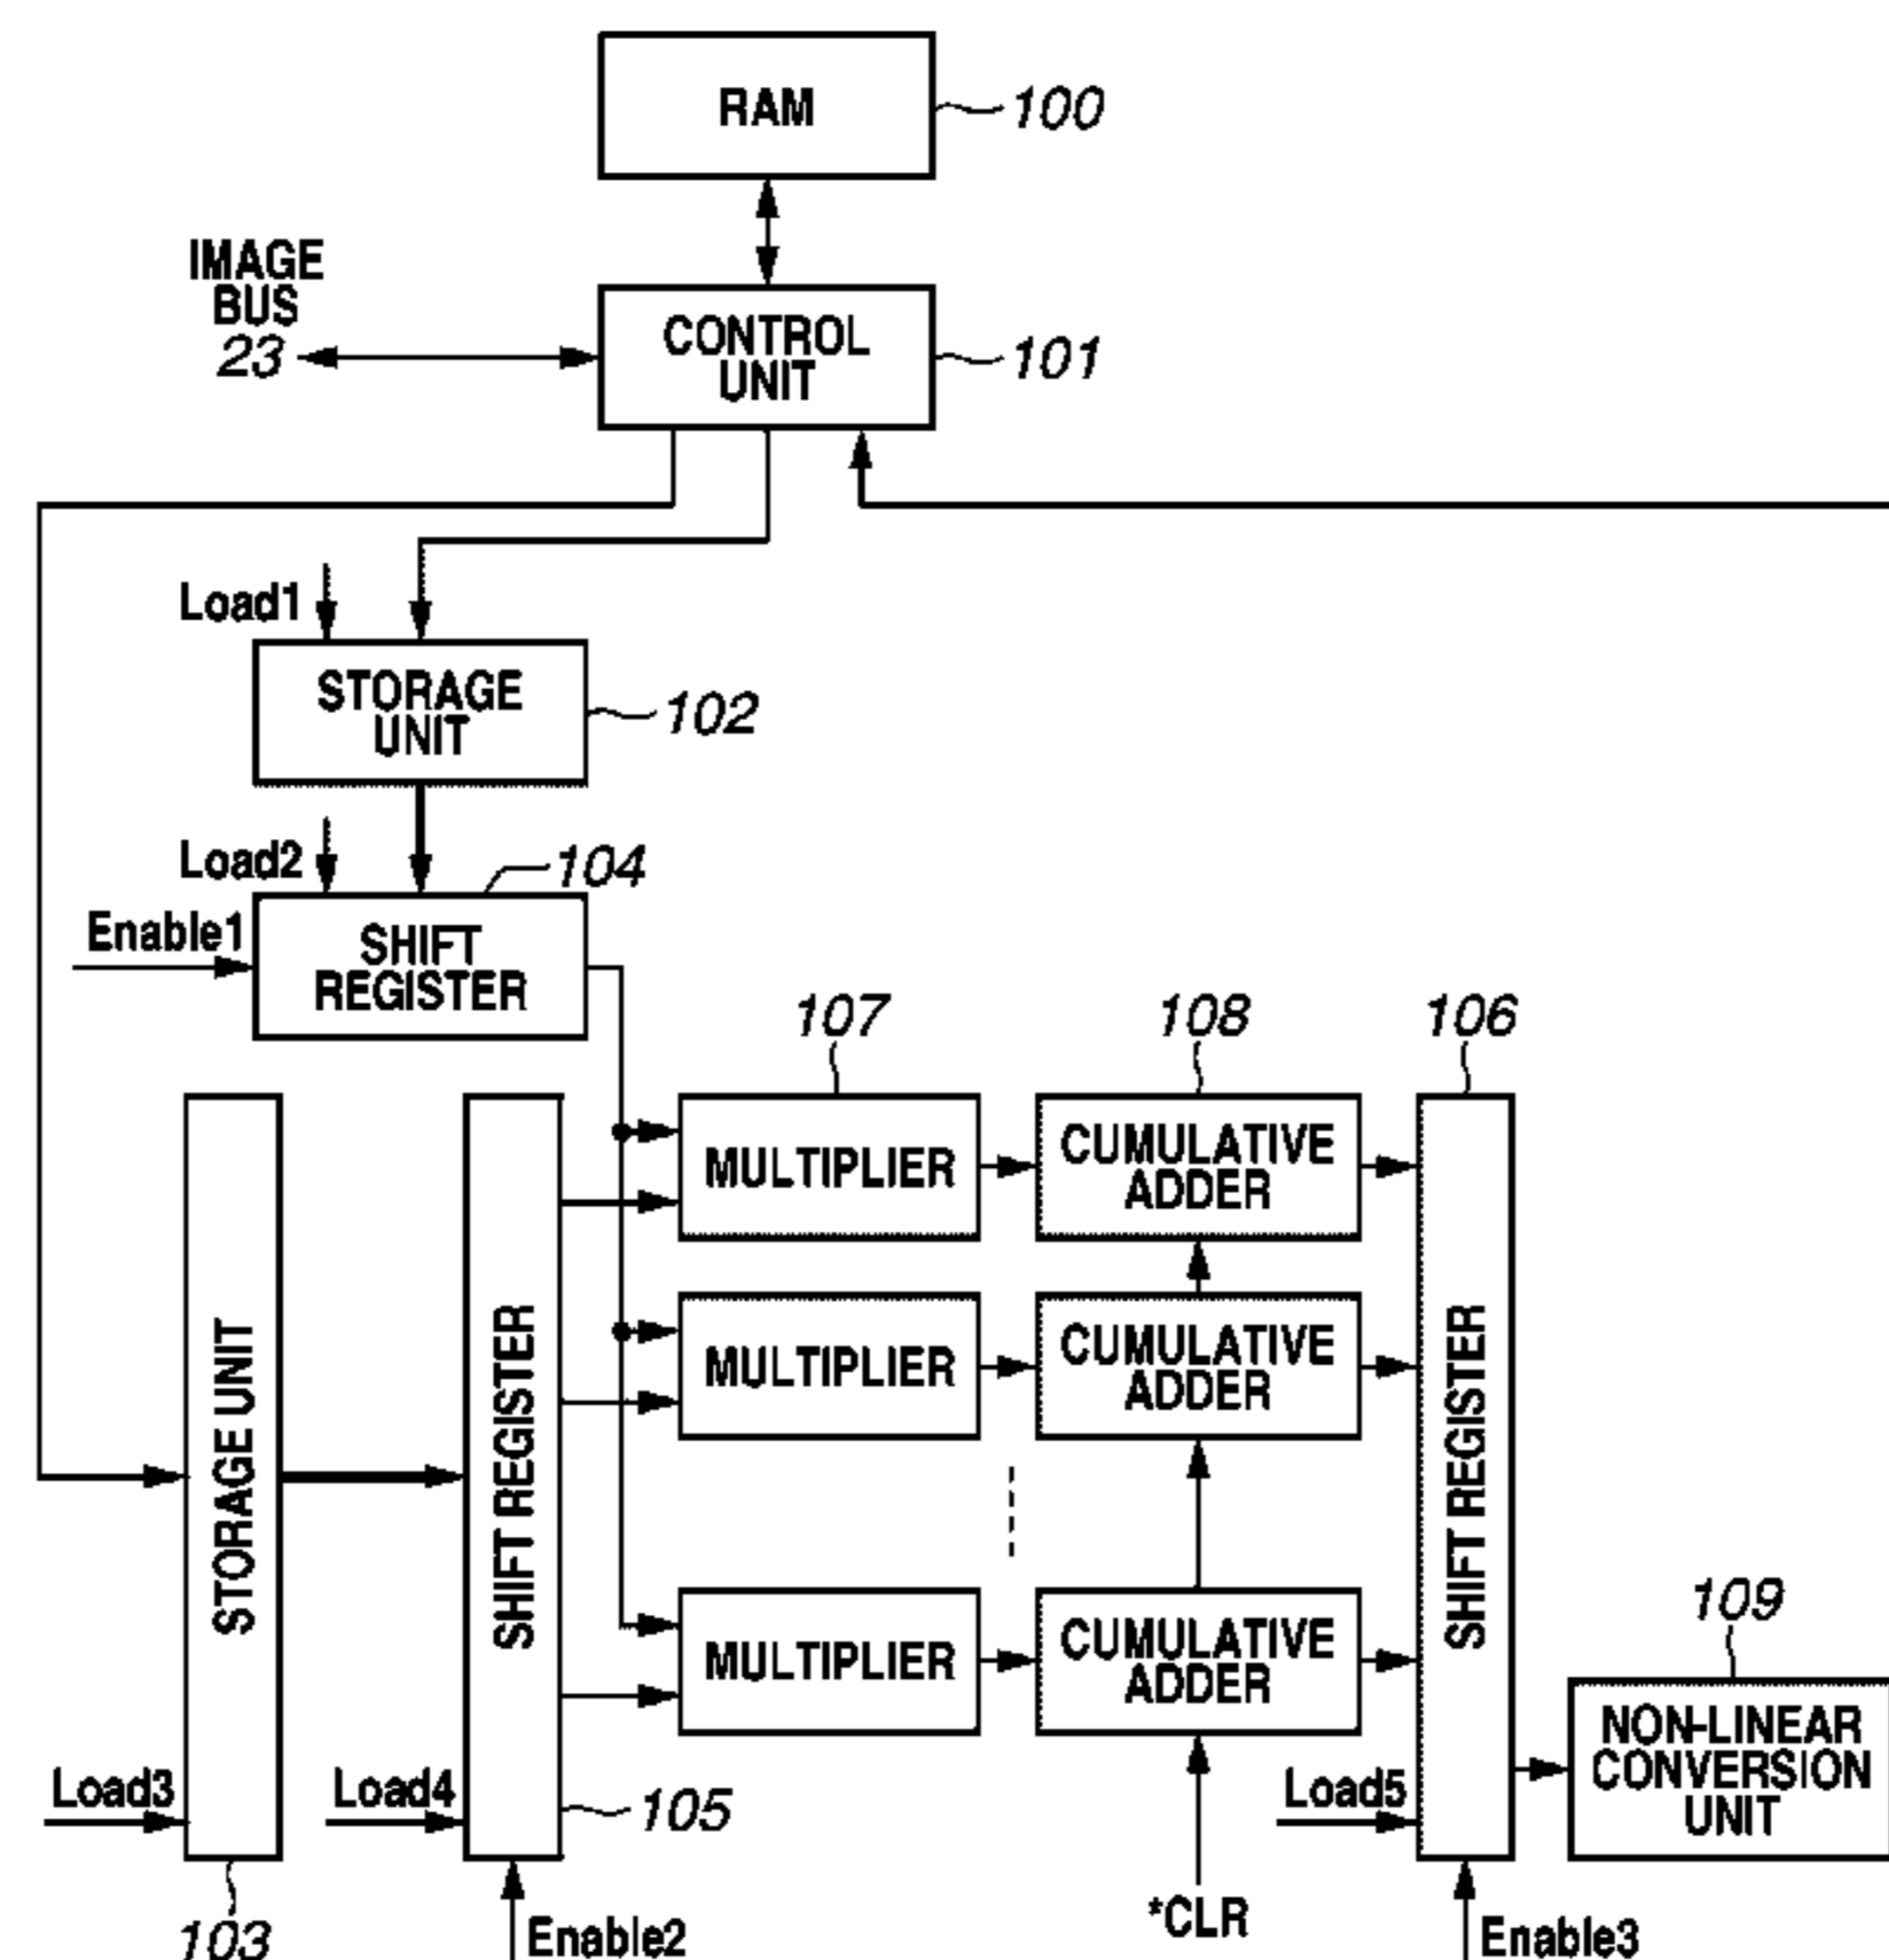 RAM
100
IMAGE
BUS
23
CONTROL
UNIT
101
Load1
STORAGE
UNIT
102
Load2
104
Enable1
SHIFT
REGISTER
107
108
106
MULTIPLIER
CUMULATIVE
ADDER
MULTIPLIER
CUMULATIVE
ADDER
STORAGE UNIT
SHIFT REGISTER
SHIFT REGISTER
MULTIPLIER
CUMULATIVE
ADDER
109
NON-LINEAR
CONVERSION
UNIT
Load3
Load4
105
Load5
*CLR
103
Enable2
Enable3